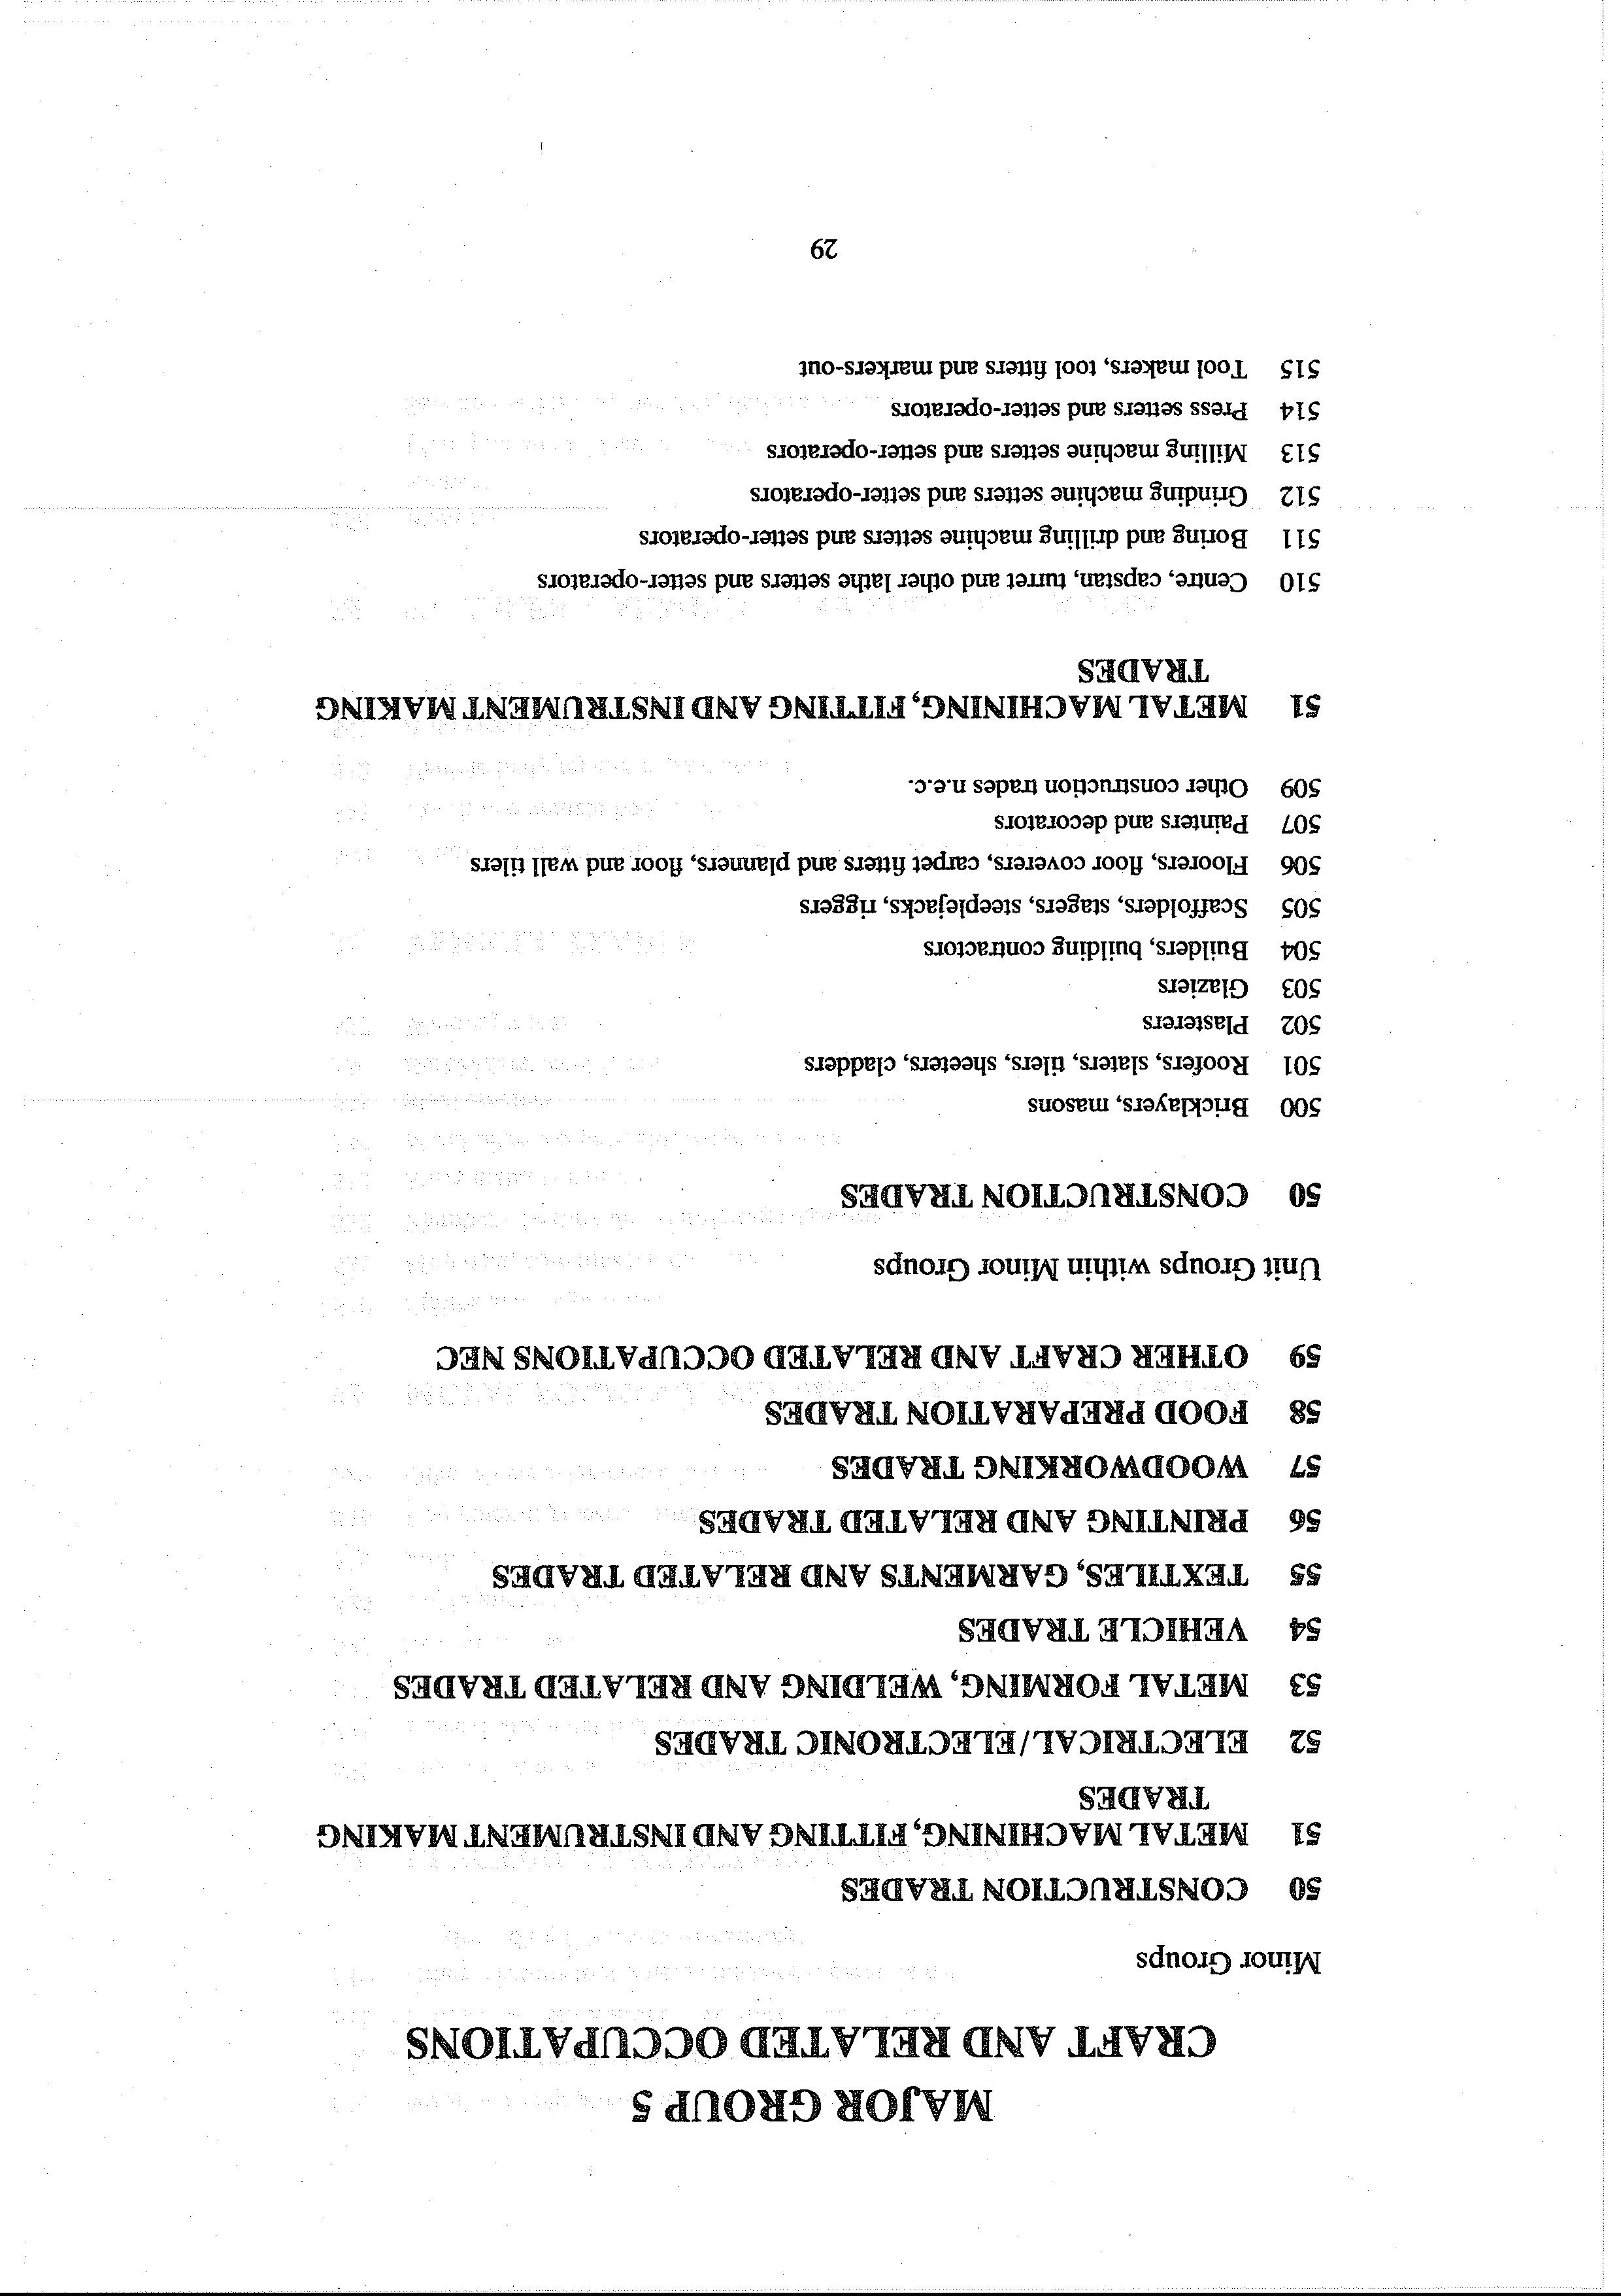 MAJOR GROUP 5
CRAFT AND RELATED OCCUPATIONS
Minor Groups
50 CONSTRUCTION TRADES
51 METAL MACHINING, FITTING AND INSTRUMENT MAKING
TRADES
52 ELECTRICAL/ELECTRONIC TRADES
53 METAL FORMING, WELDING AND RELATED TRADES
54 VEHICLE TRADES
55 TEXTILES, GARMENTS AND RELATED TRADES
56 PRINTING AND RELATED TRADES
57 WOODWORKING TRADES
58 FOOD PREPARATION TRADES
59 OTHER CRAFT AND RELATED OCCUPATIONS NEC
Unit Groups within Minor Groups
50 CONSTRUCTION TRADES
500 Bricklayers, masons
501 Roofers, slaters, tilers, sheeters, cladders
502 Plasterers
503 Glaziers
504 Builders, building contractors
505 Scaffolders, stagers, steeplejacks, riggers
506 Floorers, floor coverers, carpet fitters and planners, floor and wall tilers
507 Painters and decorators
509 Other construction trades n.e.c.
51 METAL MACHINING, FITTING AND INSTRUMENT MAKING
TRADES
510 Centre, capstan, turret and other lathe setters and setter-operators
511 Boring and drilling machine setters and setter-operators
512 Grinding machine setters and setter-operators
513 Milling machine setters and setter-operators
514 Press setters and setter-operators
515 Tool makers, tool fitters and markers-out
29